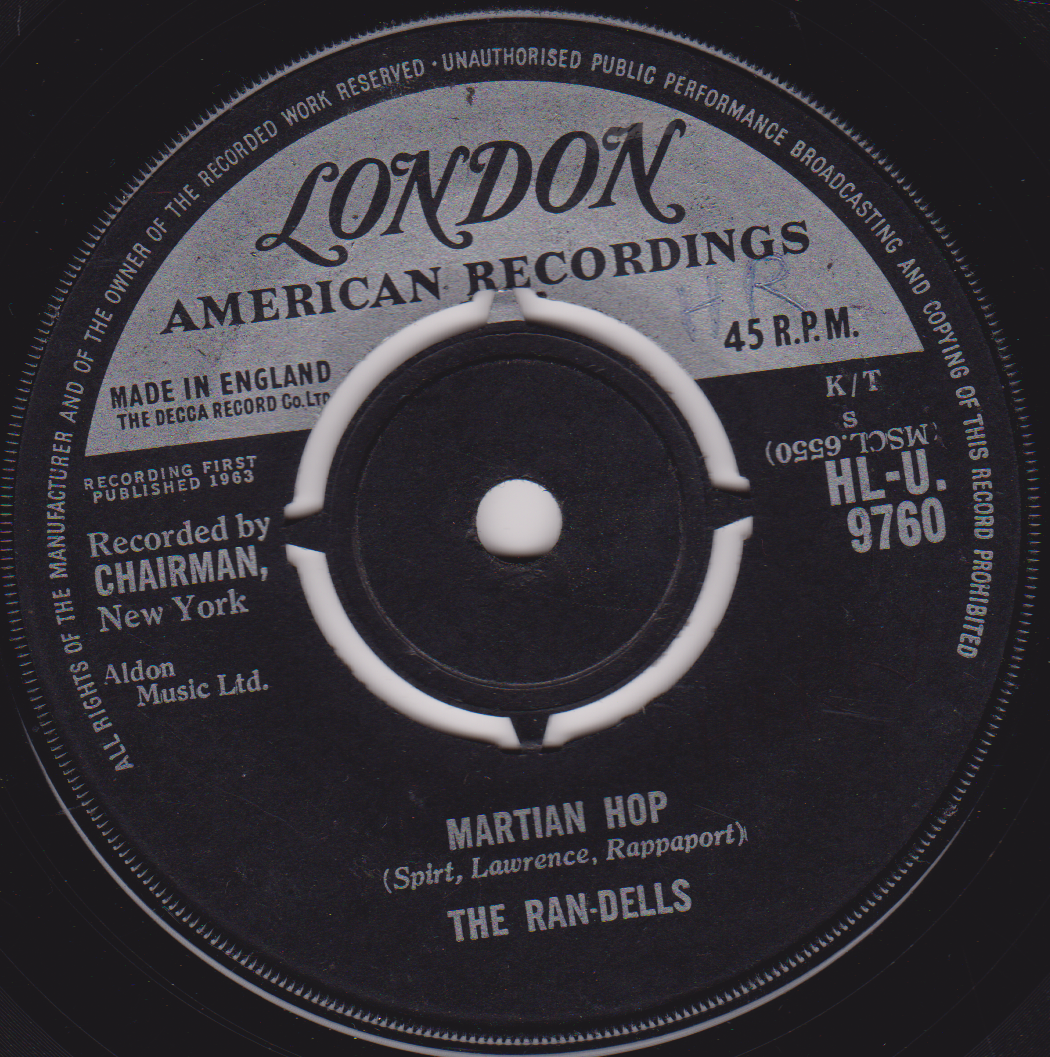 ALL RIGHTS OF THE MANUFACTURER AND OF THE OWNER OF THE RECORDED WORK RESERVED · UNAUTHORISED PUBLIC PERFORMANCE BROADCASTING AND COPYING OF THIS RECORD PROHIBITED
LONDON
AMERICAN RECORDINGS
HR
45 R.P.M.
MADE IN ENGLAND
THE DECCA RECORD Co. LTD
K/T
S
(MSCL.6550)
HL-U.
9760
RECORDING FIRST
PUBLISHED 1963
Recorded by
CHAIRMAN,
New York
Aldon
Music Ltd.
MARTIAN HOP
(Spirt, Lawrence, Rappaport)
THE RAN-DELLS